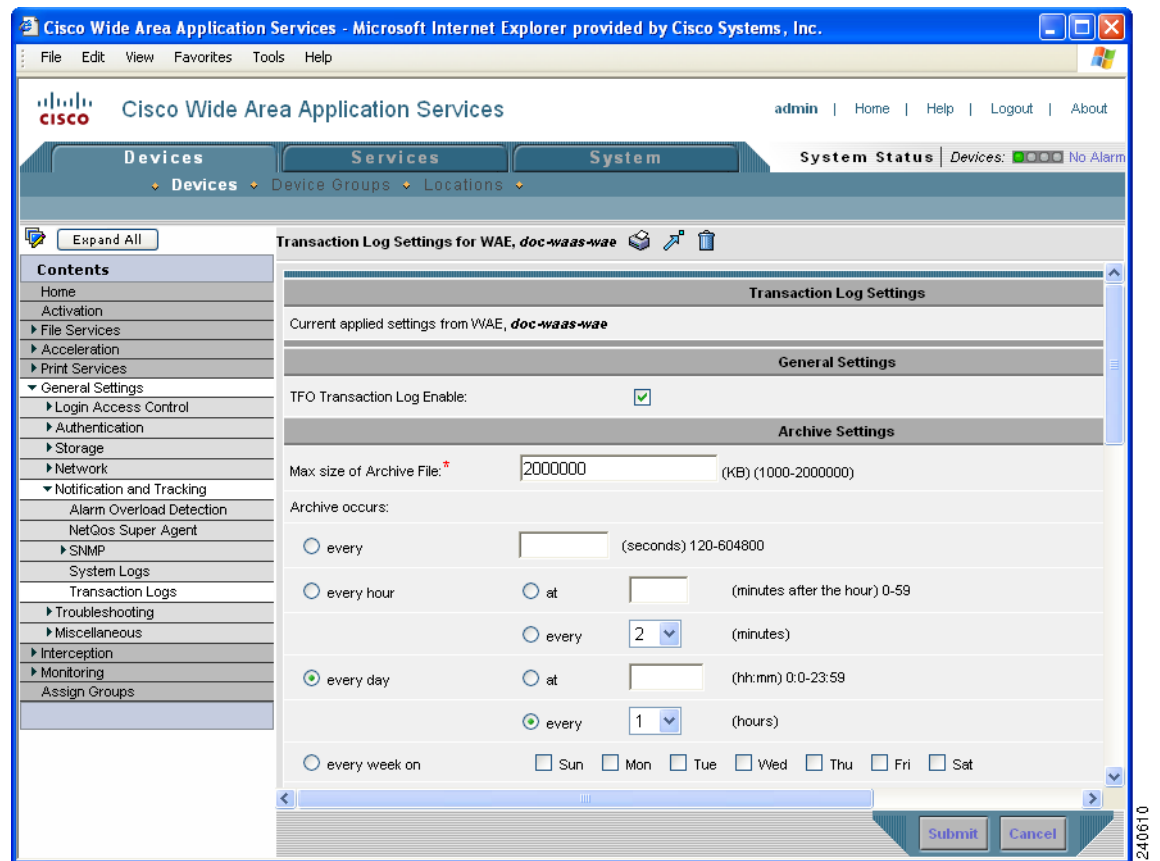 Cisco Wide Area Application Services - Microsoft Internet Explorer provided by Cisco Systems, Inc.
File Edit View Favorites Tools Help
CISCO Cisco Wide Area Application Services admin | Home | Help | Logout | About
Devices Services System System Status | Devices: No Alarm
Devices Device Groups Locations
Expand All
Transaction Log Settings for WAE, doc-waas-wae
Contents
Home
Activation
File Services
Acceleration
Print Services
General Settings
Login Access Control
Authentication
Storage
Network
Notification and Tracking
Alarm Overload Detection
NetQos Super Agent
SNMP
System Logs
Transaction Logs
Troubleshooting
Miscellaneous
Interception
Monitoring
Assign Groups
Transaction Log Settings
Current applied settings from WAE, doc-waas-wae
General Settings
TFO Transaction Log Enable:
Archive Settings
Max size of Archive File:* 2000000 (KB) (1000-2000000)
Archive occurs:
every (seconds) 120-604800
every hour at (minutes after the hour) 0-59
every 2 (minutes)
every day at (hh:mm) 0:0-23:59
every 1 (hours)
every week on Sun Mon Tue Wed Thu Fri Sat
Submit Cancel
240610